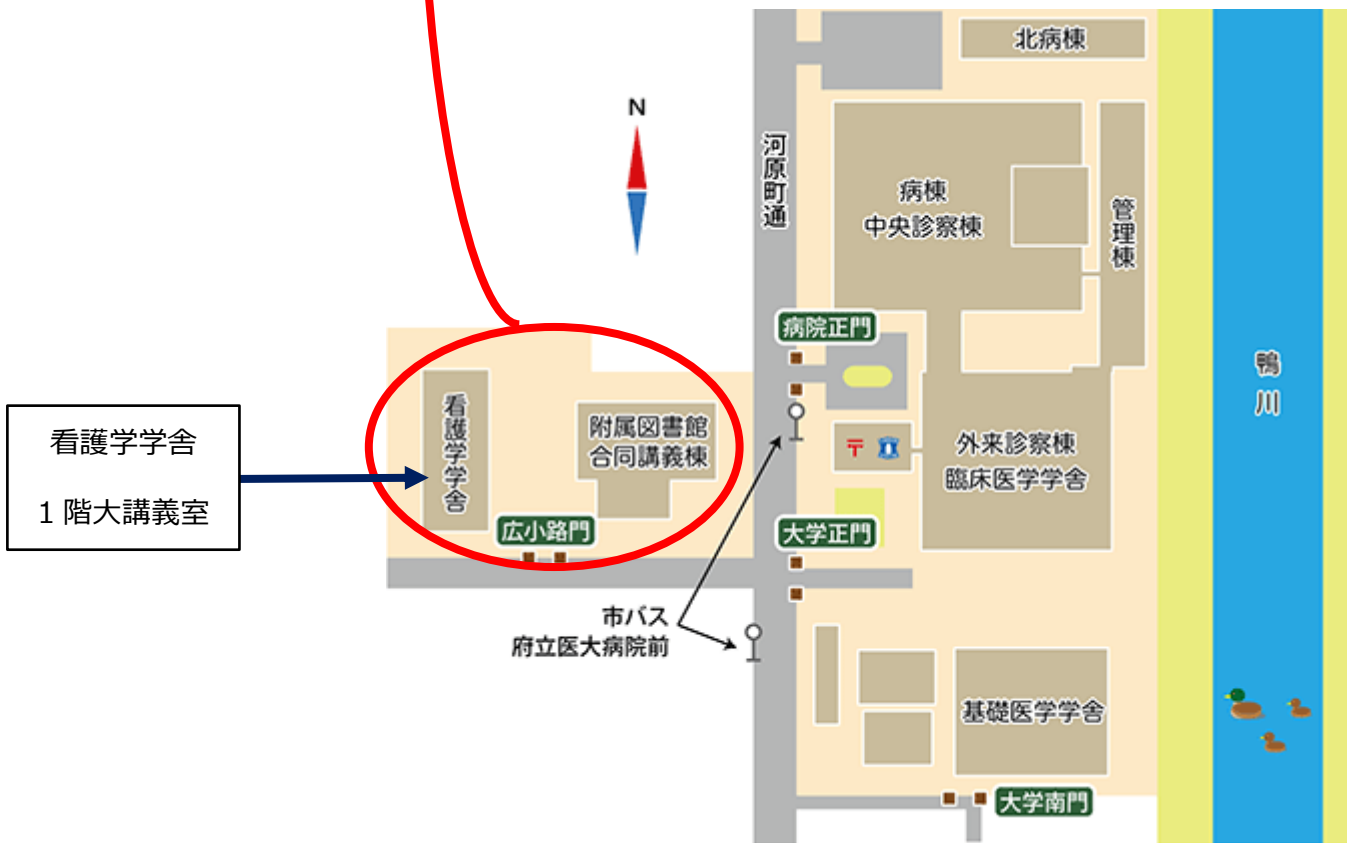 北病棟
N
河原町通
病棟
中央診察棟
管理棟
病院正門
鴨川
看護学学舎
附属図書館
合同講義棟
〒
外来診察棟
臨床医学学舎
看護学学舎
1 階大講義室
広小路門
大学正門
市バス
府立医大病院前
基礎医学学舎
大学南門